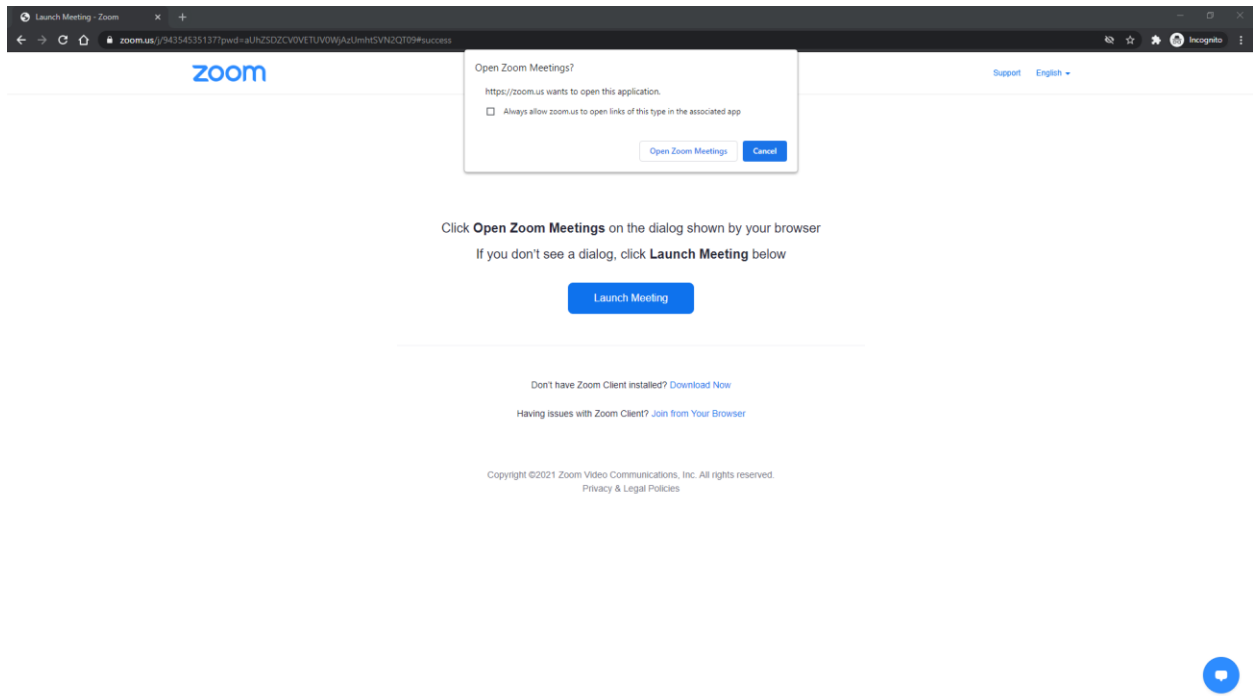 Launch Meeting - Zoom
zoom.us/j/94354535137?pwd=aUhZSDZCV0VETUV0WjAzUmhtSVN2QT09#success
Incognito
zoom
Support English
Open Zoom Meetings?
https://zoom.us wants to open this application.
Always allow zoom.us to open links of this type in the associated app
Open Zoom Meetings Cancel
Click Open Zoom Meetings on the dialog shown by your browser
If you don't see a dialog, click Launch Meeting below
Launch Meeting
Don't have Zoom Client installed? Download Now
Having issues with Zoom Client? Join from Your Browser
Copyright ©2021 Zoom Video Communications, Inc. All rights reserved.
Privacy & Legal Policies